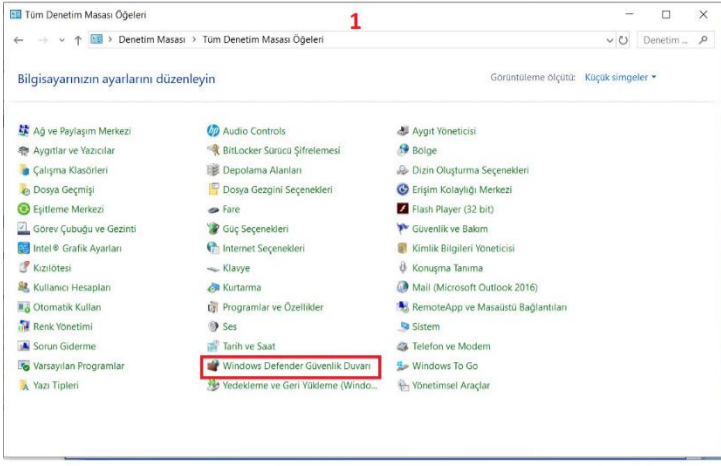 Tüm Denetim Masası Öğeleri
1
Denetim Masası > Tüm Denetim Masası Öğeleri
Denetim ...
Bilgisayarınızın ayarlarını düzenleyin
Görüntüleme ölçütü: Küçük simgeler
Ağ ve Paylaşım Merkezi
Audio Controls
Aygıt Yöneticisi
Aygıtlar ve Yazıcılar
BitLocker Sürücü Şifrelemesi
Bölge
Çalışma Klasörleri
Depolama Alanları
Dizin Oluşturma Seçenekleri
Dosya Geçmişi
Dosya Gezgini Seçenekleri
Erişim Kolaylığı Merkezi
Eşitleme Merkezi
Fare
Flash Player (32 bit)
Görev Çubuğu ve Gezinti
Güç Seçenekleri
Güvenlik ve Bakım
Intel® Grafik Ayarları
İnternet Seçenekleri
Kimlik Bilgileri Yöneticisi
Kızılötesi
Klavye
Konuşma Tanıma
Kullanıcı Hesapları
Kurtarma
Mail (Microsoft Outlook 2016)
Otomatik Kullan
Programlar ve Özellikler
RemoteApp ve Masaüstü Bağlantıları
Renk Yönetimi
Ses
Sistem
Sorun Giderme
Tarih ve Saat
Telefon ve Modem
Varsayılan Programlar
Windows Defender Güvenlik Duvarı
Windows To Go
Yazı Tipleri
Yedekleme ve Geri Yükleme (Windo...
Yönetimsel Araçlar